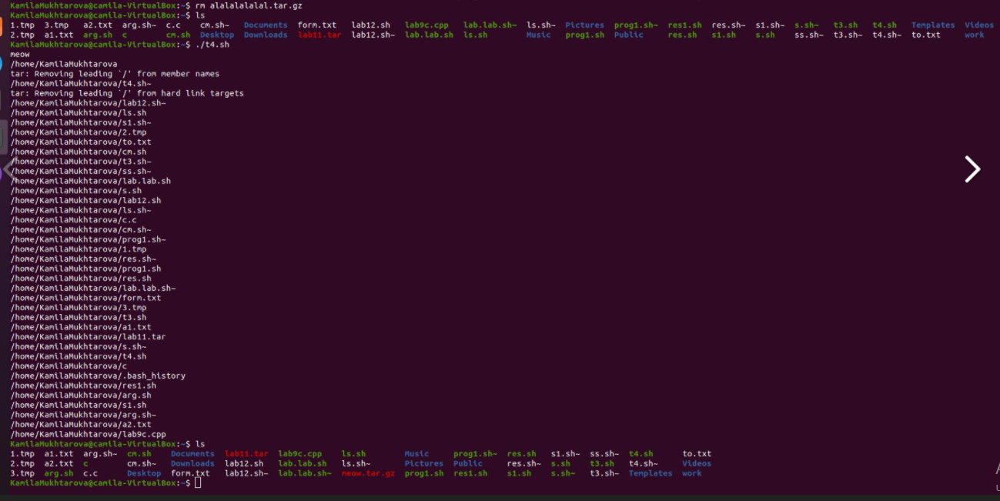 KamilaMukhtarova@camila-VirtualBox:~$ rm alalalalalal.tar.gz
KamilaMukhtarova@camila-VirtualBox:~$ ls
1.tmp 3.tmp a2.txt arg.sh~ c.c cm.sh~ Documents form.txt lab12.sh lab9c.cpp lab.lab.sh~ ls.sh~ Pictures prog1.sh~ res1.sh res.sh~ s1.sh~ s.sh~ t3.sh t4.sh Templates Videos
2.tmp a1.txt arg.sh c cm.sh Desktop Downloads lab11.tar lab12.sh~ lab.lab.sh ls.sh Music prog1.sh Public res.sh s1.sh s.sh ss.sh~ t3.sh~ t4.sh~ to.txt work
KamilaMukhtarova@camila-VirtualBox:~$ ./t4.sh
meow
/home/KamilaMukhtarova
tar: Removing leading `/' from member names
/home/KamilaMukhtarova/t4.sh~
tar: Removing leading `/' from hard link targets
/home/KamilaMukhtarova/lab12.sh~
/home/KamilaMukhtarova/ls.sh
/home/KamilaMukhtarova/s1.sh~
/home/KamilaMukhtarova/2.tmp
/home/KamilaMukhtarova/to.txt
/home/KamilaMukhtarova/cm.sh
/home/KamilaMukhtarova/t3.sh~
/home/KamilaMukhtarova/ss.sh~
/home/KamilaMukhtarova/lab.lab.sh
/home/KamilaMukhtarova/s.sh
/home/KamilaMukhtarova/lab12.sh
/home/KamilaMukhtarova/ls.sh~
/home/KamilaMukhtarova/c.c
/home/KamilaMukhtarova/cm.sh~
/home/KamilaMukhtarova/prog1.sh~
/home/KamilaMukhtarova/1.tmp
/home/KamilaMukhtarova/res.sh~
/home/KamilaMukhtarova/prog1.sh
/home/KamilaMukhtarova/res.sh
/home/KamilaMukhtarova/lab.lab.sh~
/home/KamilaMukhtarova/form.txt
/home/KamilaMukhtarova/3.tmp
/home/KamilaMukhtarova/t3.sh
/home/KamilaMukhtarova/a1.txt
/home/KamilaMukhtarova/lab11.tar
/home/KamilaMukhtarova/s.sh~
/home/KamilaMukhtarova/t4.sh
/home/KamilaMukhtarova/c
/home/KamilaMukhtarova/.bash_history
/home/KamilaMukhtarova/res1.sh
/home/KamilaMukhtarova/arg.sh
/home/KamilaMukhtarova/s1.sh
/home/KamilaMukhtarova/arg.sh~
/home/KamilaMukhtarova/a2.txt
/home/KamilaMukhtarova/lab9c.cpp
KamilaMukhtarova@camila-VirtualBox:~$ ls
1.tmp a1.txt arg.sh~ cm.sh Documents lab11.tar lab9c.cpp ls.sh Music prog1.sh~ res.sh s1.sh~ ss.sh~ t4.sh to.txt
2.tmp a2.txt c cm.sh~ Downloads lab12.sh lab.lab.sh ls.sh~ Pictures Public res.sh~ s.sh t3.sh t4.sh~ Videos
3.tmp arg.sh c.c Desktop form.txt lab12.sh~ lab.lab.sh~ meow.tar.gz prog1.sh res1.sh s1.sh s.sh~ t3.sh~ Templates work
KamilaMukhtarova@camila-VirtualBox:~$